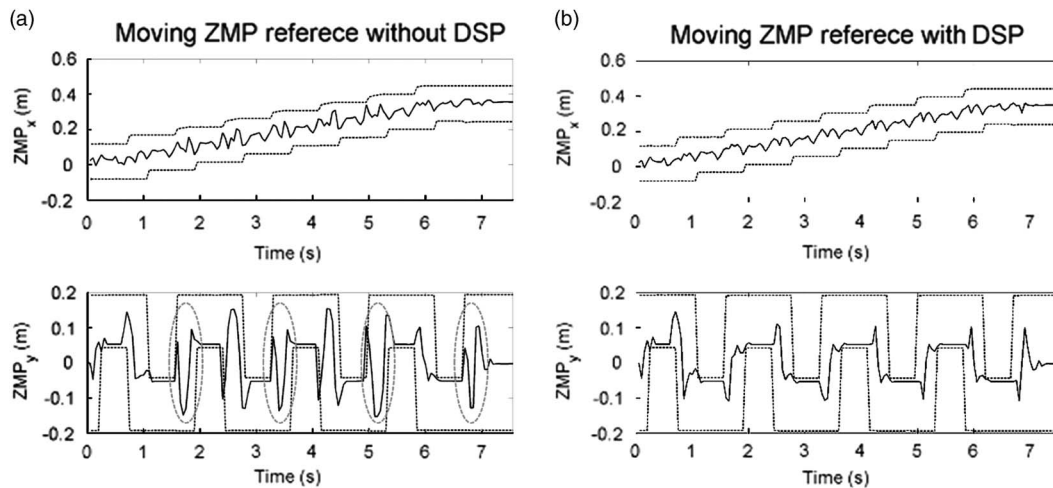 (a)
Moving ZMP referece without DSP
0.6
0.4
0.2
0
-0.2
ZMPx (m)
0 1 2 3 4 5 6 7
Time (s)
0.2
0.1
0
-0.1
-0.2
ZMPy (m)
0 1 2 3 4 5 6 7
Time (s)
(b)
Moving ZMP referece with DSP
0.6
0.4
0.2
0
-0.2
ZMPx (m)
0 1 2 3 4 5 6 7
Time (s)
0.2
0.1
0
-0.1
-0.2
ZMPy (m)
0 1 2 3 4 5 6 7
Time (s)